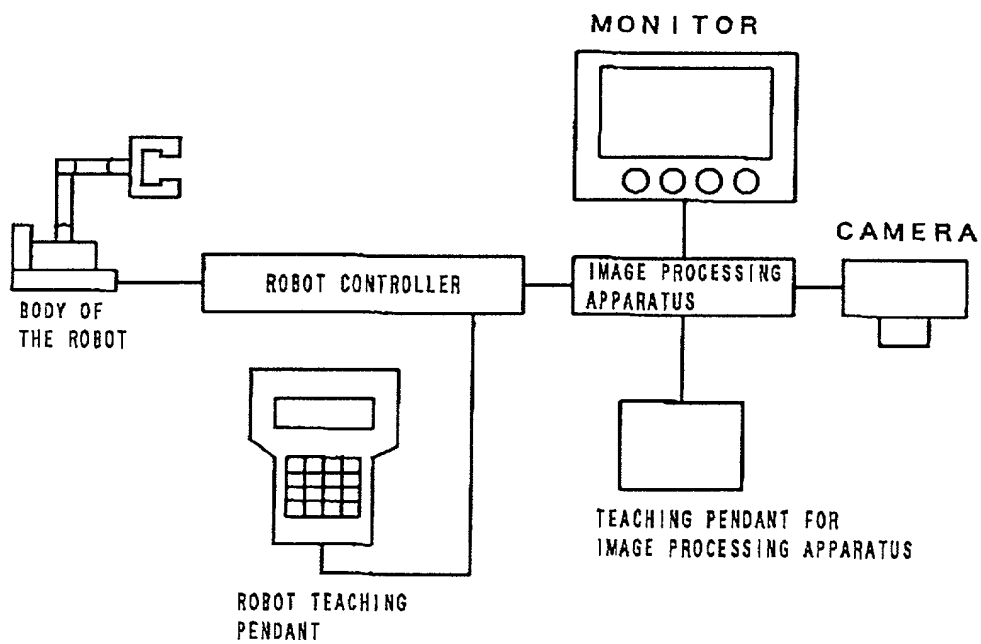 MONITOR
CAMERA
ROBOT CONTROLLER
IMAGE PROCESSING
APPARATUS
BODY OF
THE ROBOT
TEACHING PENDANT FOR
IMAGE PROCESSING APPARATUS
ROBOT TEACHING
PENDANT